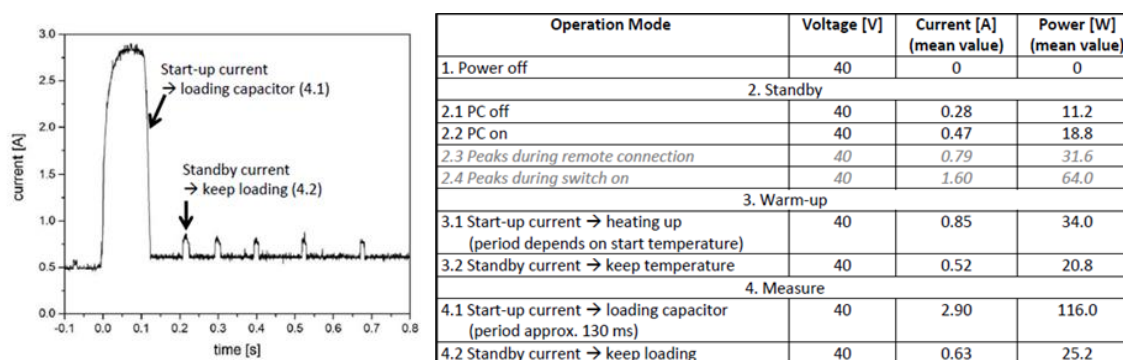 3.0
2.5
2.0
1.5
1.0
0.5
0.0
current [A]
Start-up current
→ loading capacitor (4.1)
Standby current
→ keep loading (4.2)
-0.1 0.0 0.1 0.2 0.3 0.4 0.5 0.6 0.7 0.8
time [s]
Operation Mode Voltage [V] Current [A] Power [W]
(mean value) (mean value)
1. Power off 40 0 0
2. Standby
2.1 PC off 40 0.28 11.2
2.2 PC on 40 0.47 18.8
2.3 Peaks during remote connection 40 0.79 31.6
2.4 Peaks during switch on 40 1.60 64.0
3. Warm-up
3.1 Start-up current → heating up 40 0.85 34.0
(period depends on start temperature)
3.2 Standby current → keep temperature 40 0.52 20.8
4. Measure
4.1 Start-up current → loading capacitor 40 2.90 116.0
(period approx. 130 ms)
4.2 Standby current → keep loading 40 0.63 25.2